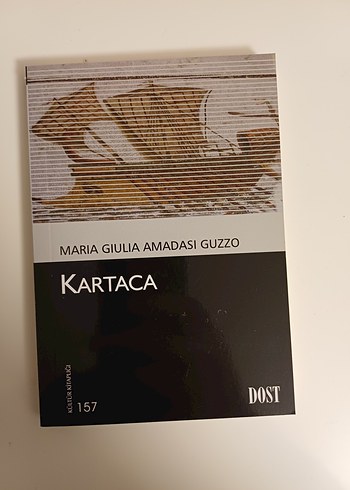 MARIA GIULIA AMADASI GUZZO
KARTACA
KÜLTÜR KİTAPLIĞI 157
DOST